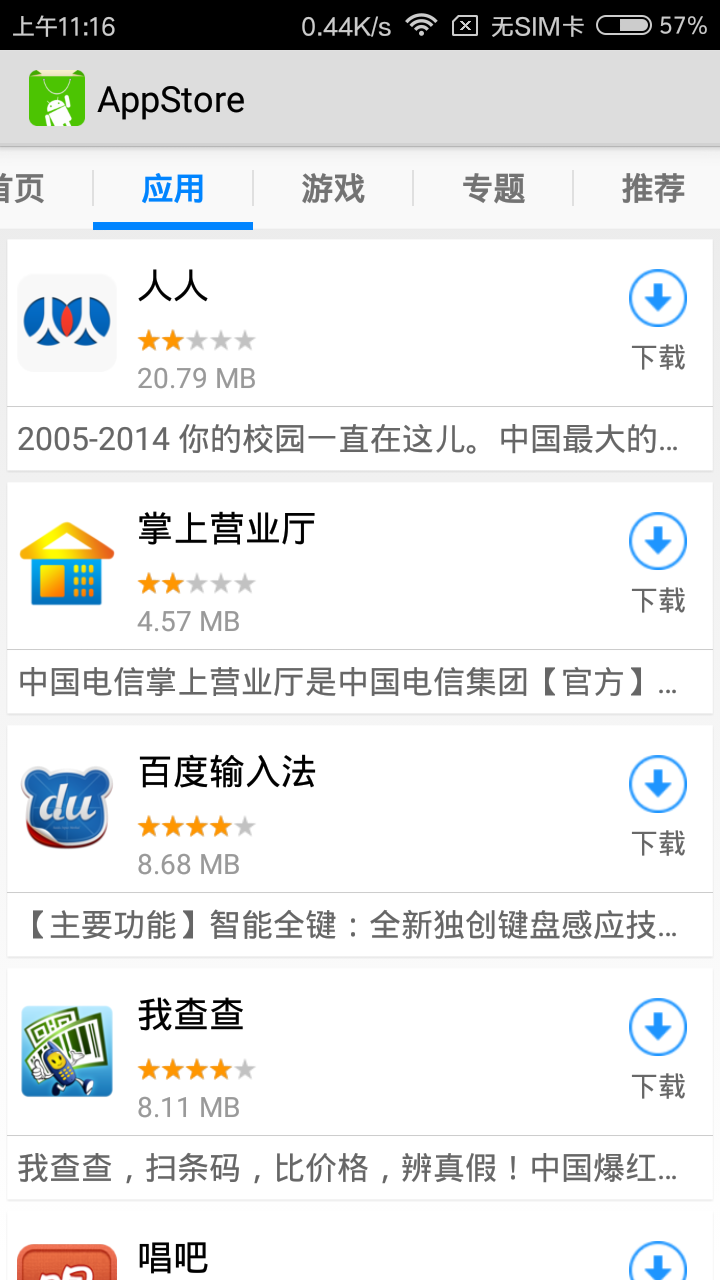 上午11:16 0.44K/s 无SIM卡 57%
AppStore
首页 应用 游戏 专题 推荐
人人
20.79 MB
下载
2005-2014 你的校园一直在这儿。中国最大的...
掌上营业厅
4.57 MB
下载
中国电信掌上营业厅是中国电信集团【官方】...
du
百度输入法
8.68 MB
下载
【主要功能】智能全键：全新独创键盘感应技...
我查查
8.11 MB
下载
我查查，扫条码，比价格，辨真假！中国爆红...
唱吧